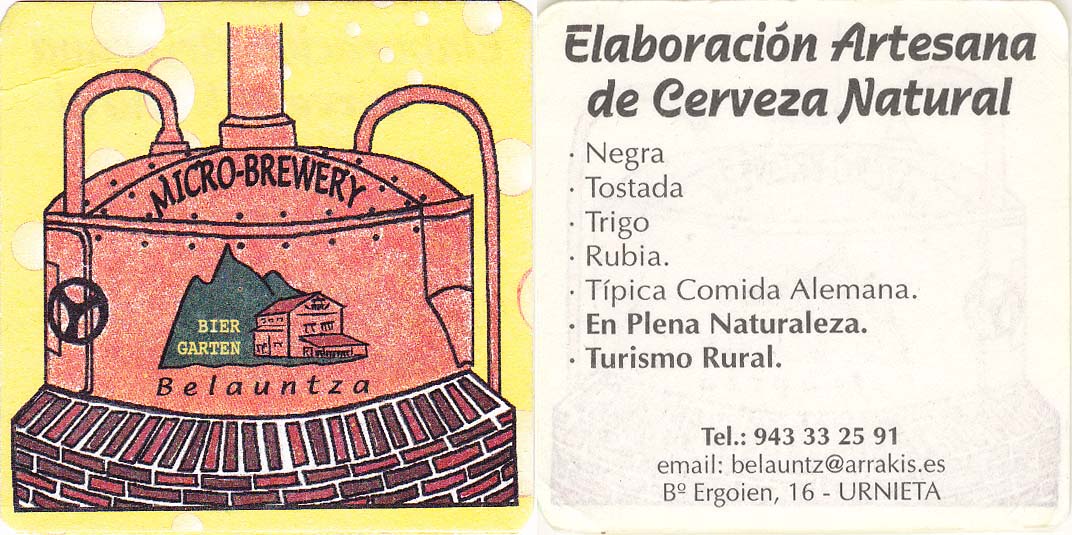 MICRO-BREWERY
BIER
GARTEN
Belauntza
Elaboración Artesana
de Cerveza Natural
· Negra
· Tostada
· Trigo
· Rubia.
· Típica Comida Alemana.
· En Plena Naturaleza.
· Turismo Rural.
Tel.: 943 33 25 91
email: belauntz@arrakis.es
Bº Ergoien, 16 - URNIETA